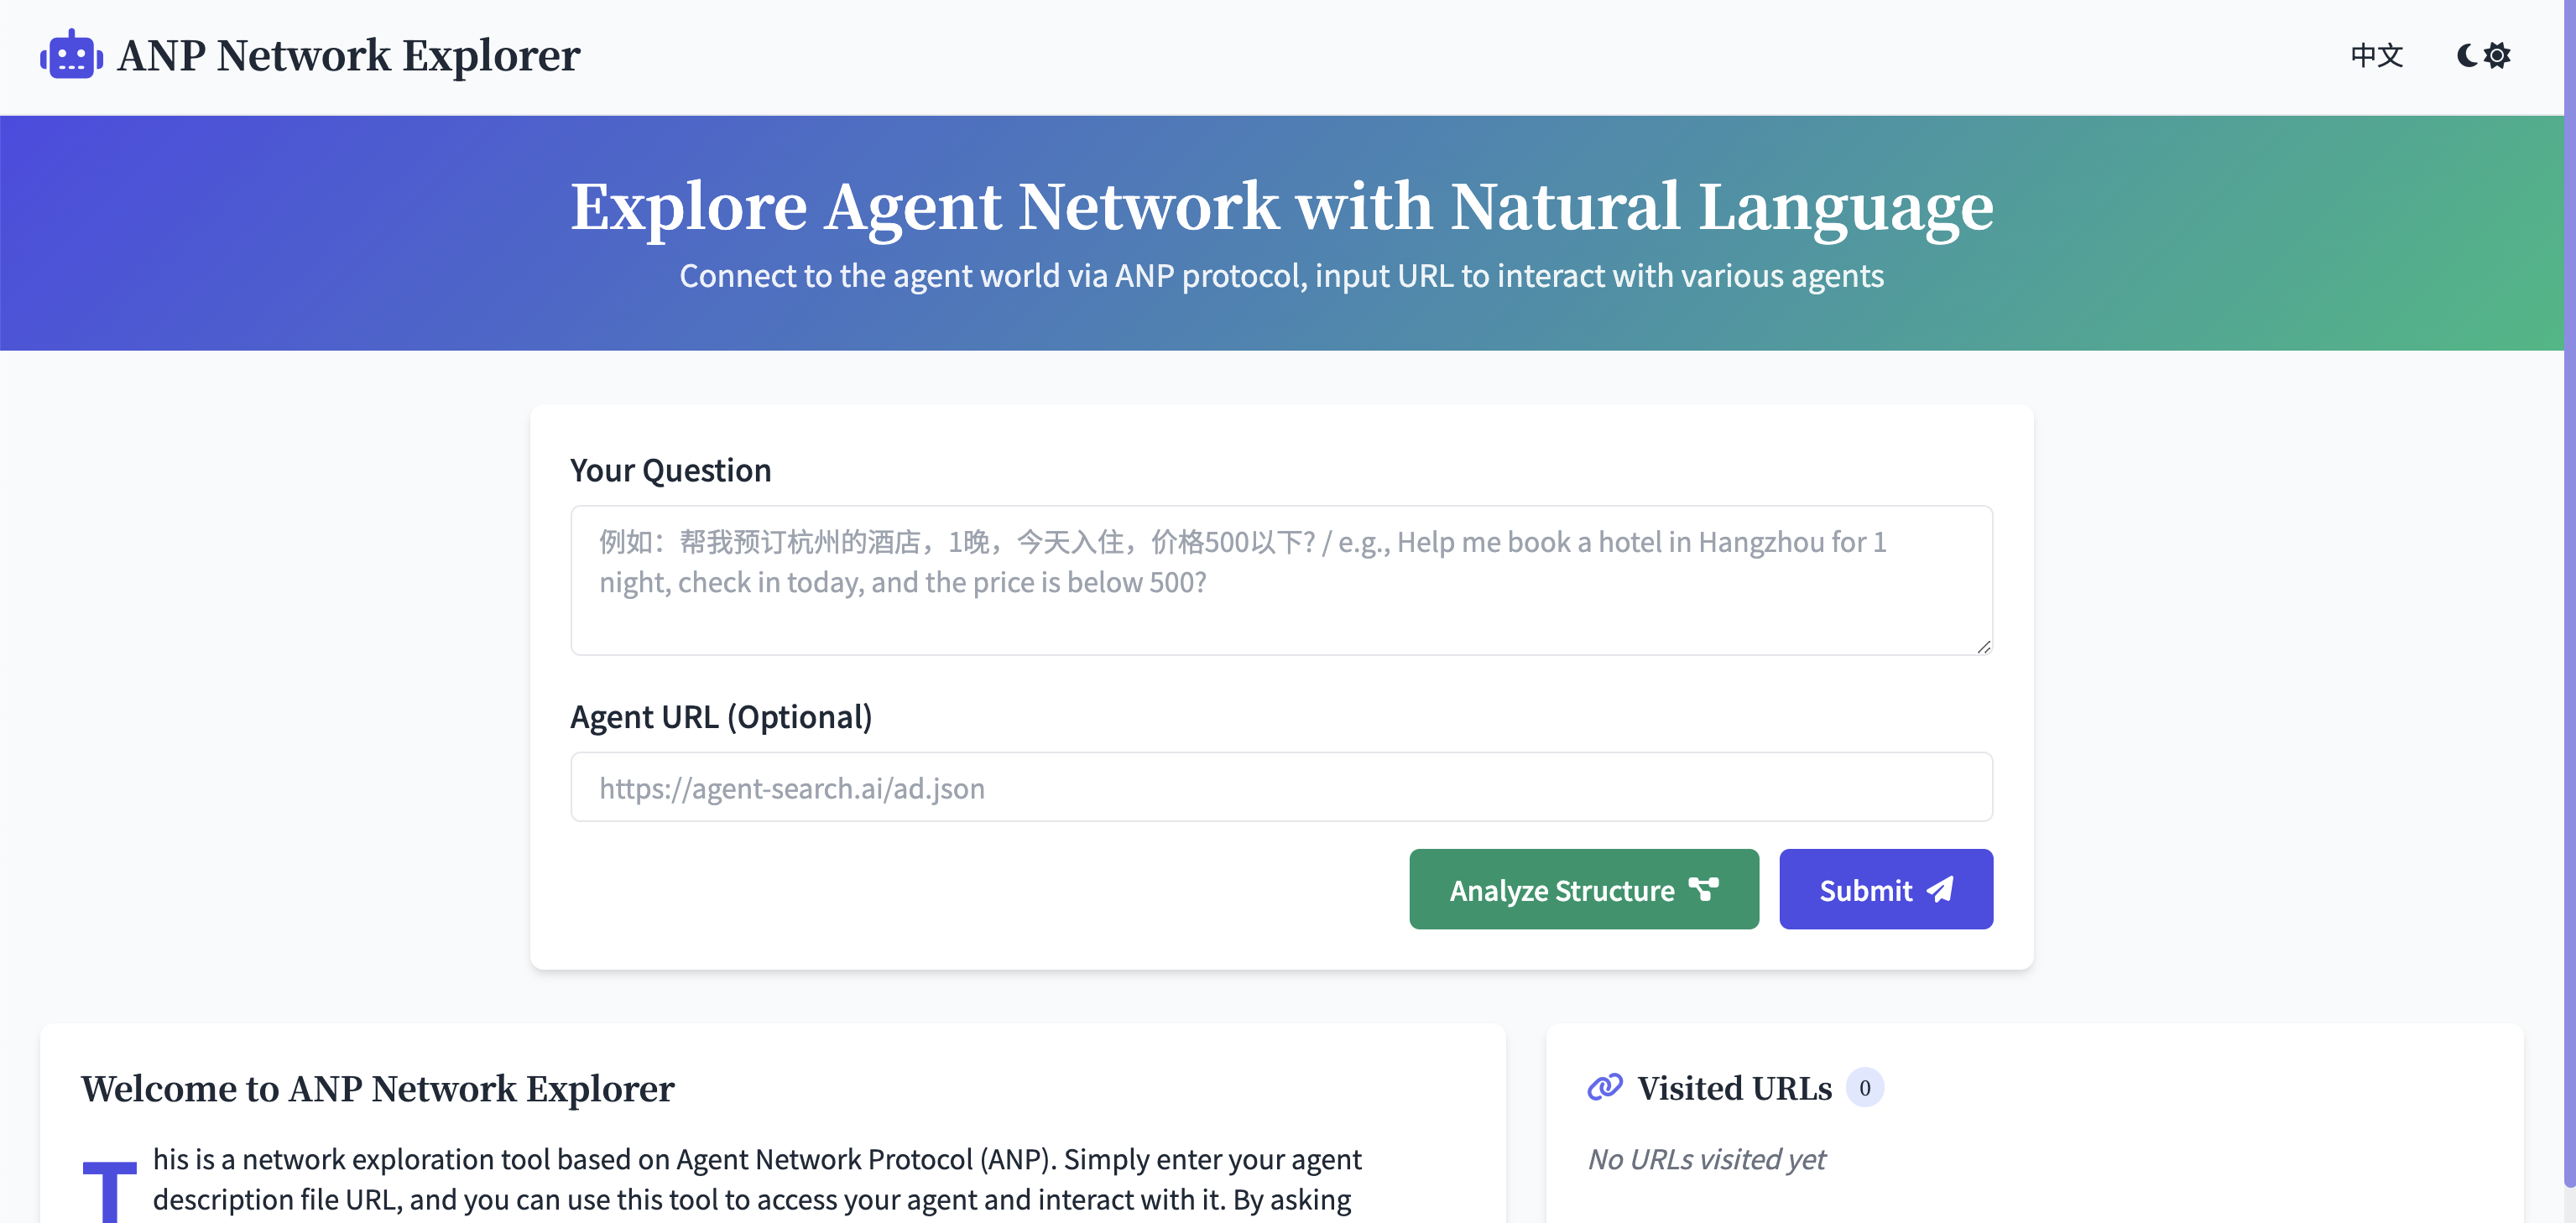 ANP Network Explorer
中文
Explore Agent Network with Natural Language
Connect to the agent world via ANP protocol, input URL to interact with various agents
Your Question
例如：帮我预订杭州的酒店，1晚，今天入住，价格500以下? / e.g., Help me book a hotel in Hangzhou for 1
night, check in today, and the price is below 500?
Agent URL (Optional)
https://agent-search.ai/ad.json
Analyze Structure
Submit
Welcome to ANP Network Explorer
This is a network exploration tool based on Agent Network Protocol (ANP). Simply enter your agent
description file URL, and you can use this tool to access your agent and interact with it. By asking
Visited URLs 0
No URLs visited yet